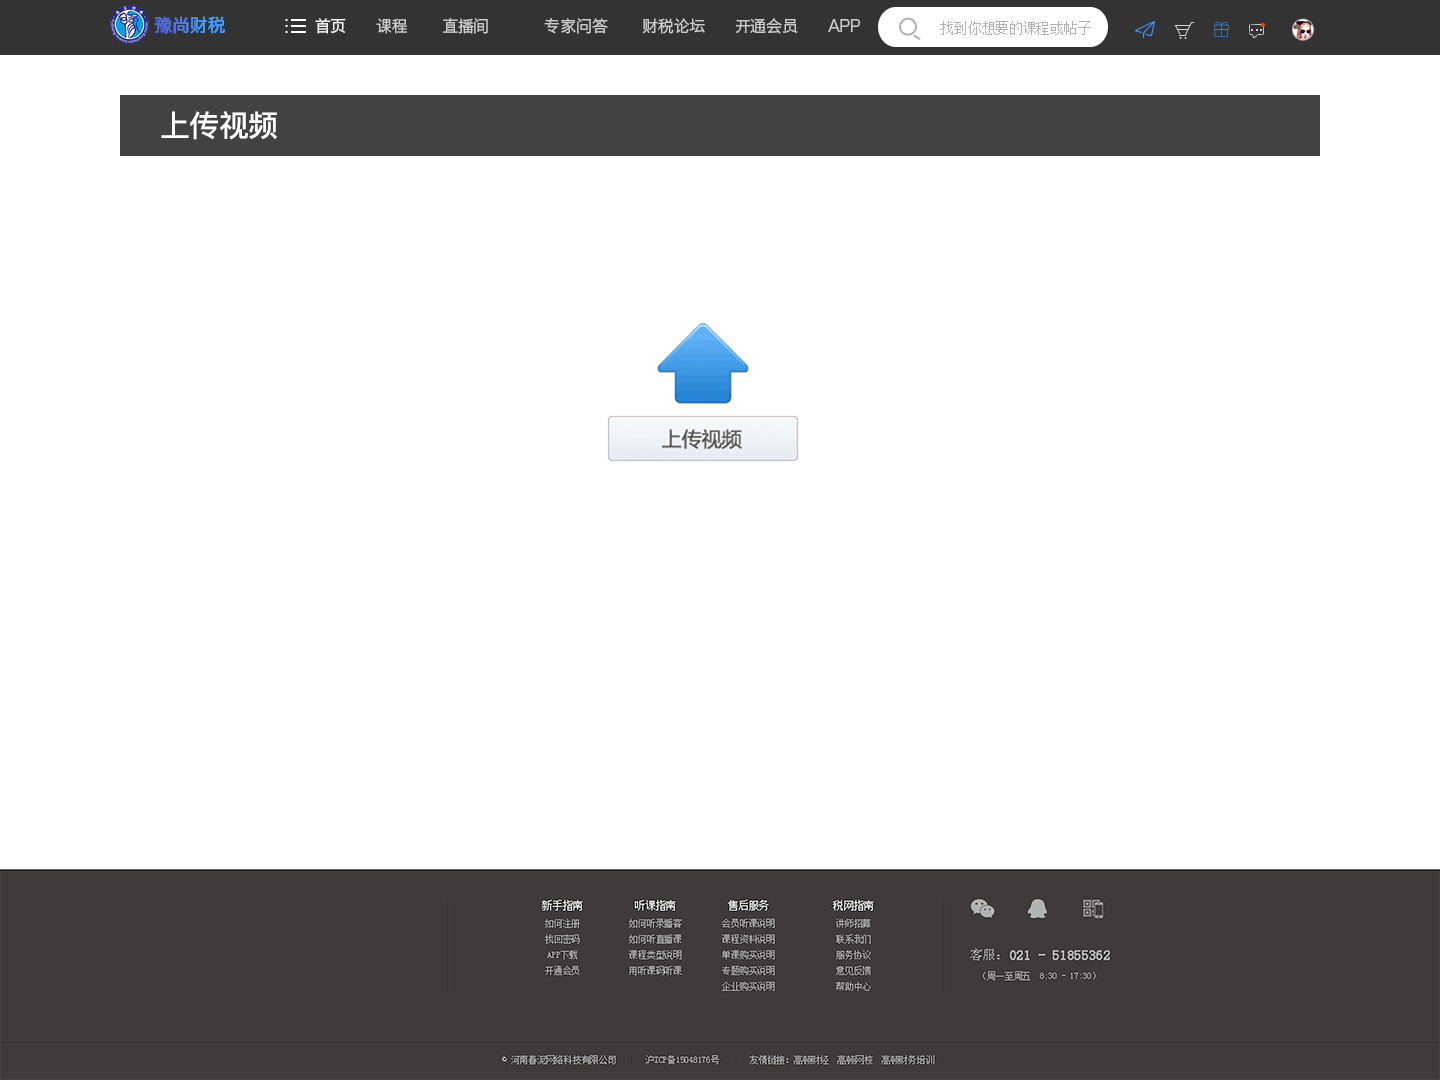 豫尚财税 首页 课程 直播间 专家问答 财税论坛 开通会员 APP 找到你想要的课程或帖子
上传视频
上传视频
新手指南 听课指南 售后服务 税网指南
如何注册 如何听录播客 会员听课说明 讲师招募
找回密码 如何听直播课 课程资料说明 联系我们
APP下载 课程类型说明 单课购买说明 服务协议
开通会员 用听课码听课 专题购买说明 意见反馈
企业购买说明 帮助中心
客服：021 - 51855362
（周一至周五 8:30 - 17:30）
© 河南春泥网络科技有限公司 沪ICP备15048176号 友情链接：高顿财经 高顿网校 高顿财务培训